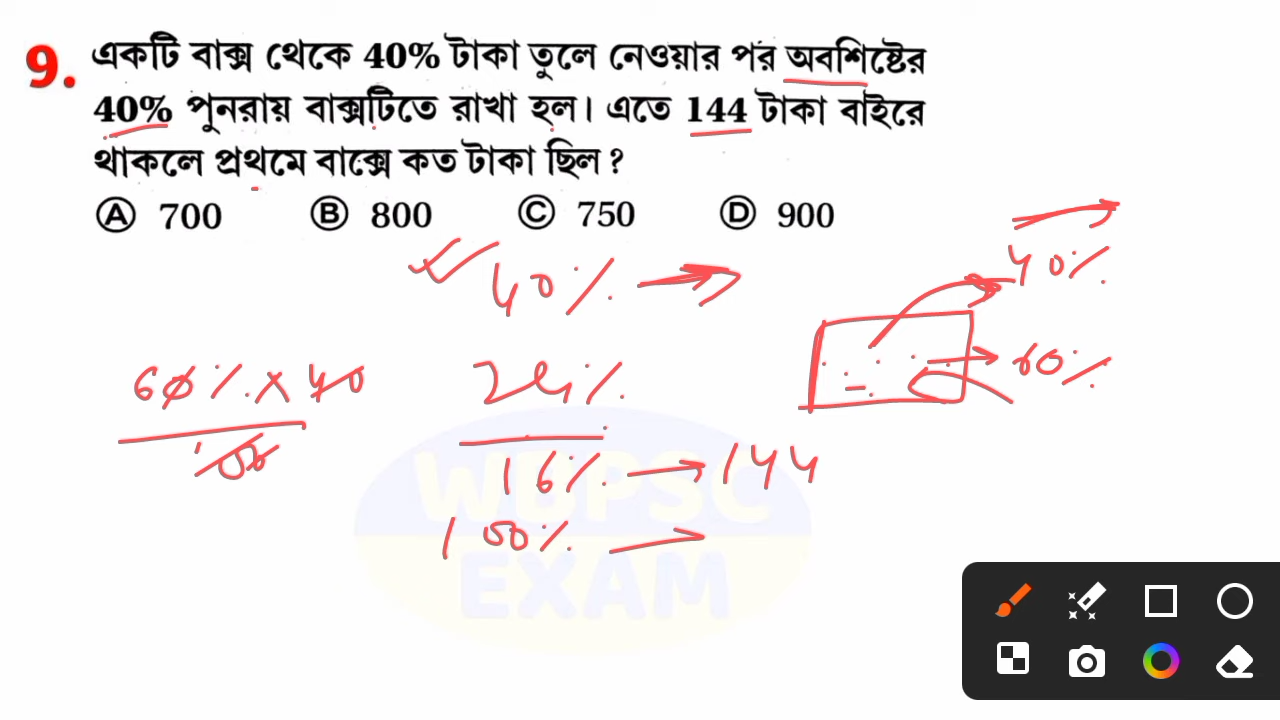 9. একটি বাক্স থেকে 40% টাকা তুলে নেওয়ার পর অবশিষ্টের
40% পুনরায় বাক্সটিতে রাখা হল। এতে 144 টাকা বাইরে
থাকলে প্রথমে বাক্সে কত টাকা ছিল ?
Ⓐ 700 Ⓑ 800 Ⓒ 750 Ⓓ 900
40%
40%
60%
60% x 40
100
24%
16% → 144
100% →
WBPSC
EXAM